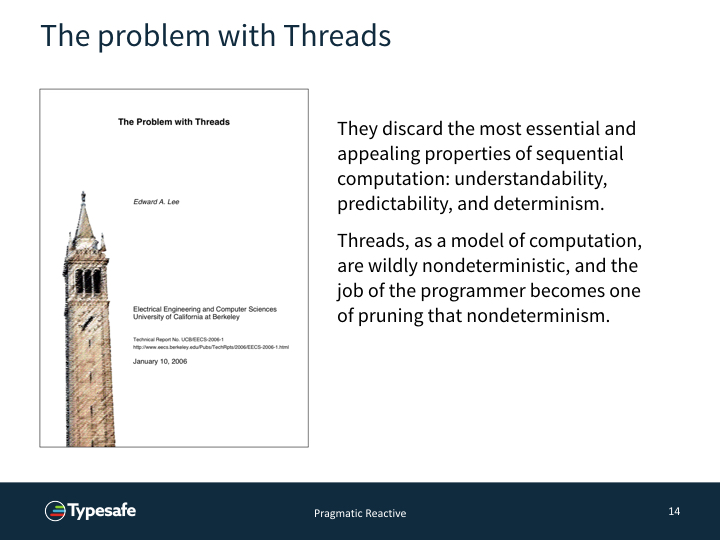 The problem with Threads
The Problem with Threads
Edward A. Lee
Electrical Engineering and Computer Sciences
University of California at Berkeley
Technical Report No. UCB/EECS-2006-1
http://www.eecs.berkeley.edu/Pubs/TechRpts/2006/EECS-2006-1.html
January 10, 2006
They discard the most essential and
appealing properties of sequential
computation: understandability,
predictability, and determinism.
Threads, as a model of computation,
are wildly nondeterministic, and the
job of the programmer becomes one
of pruning that nondeterminism.
Typesafe
Pragmatic Reactive
14